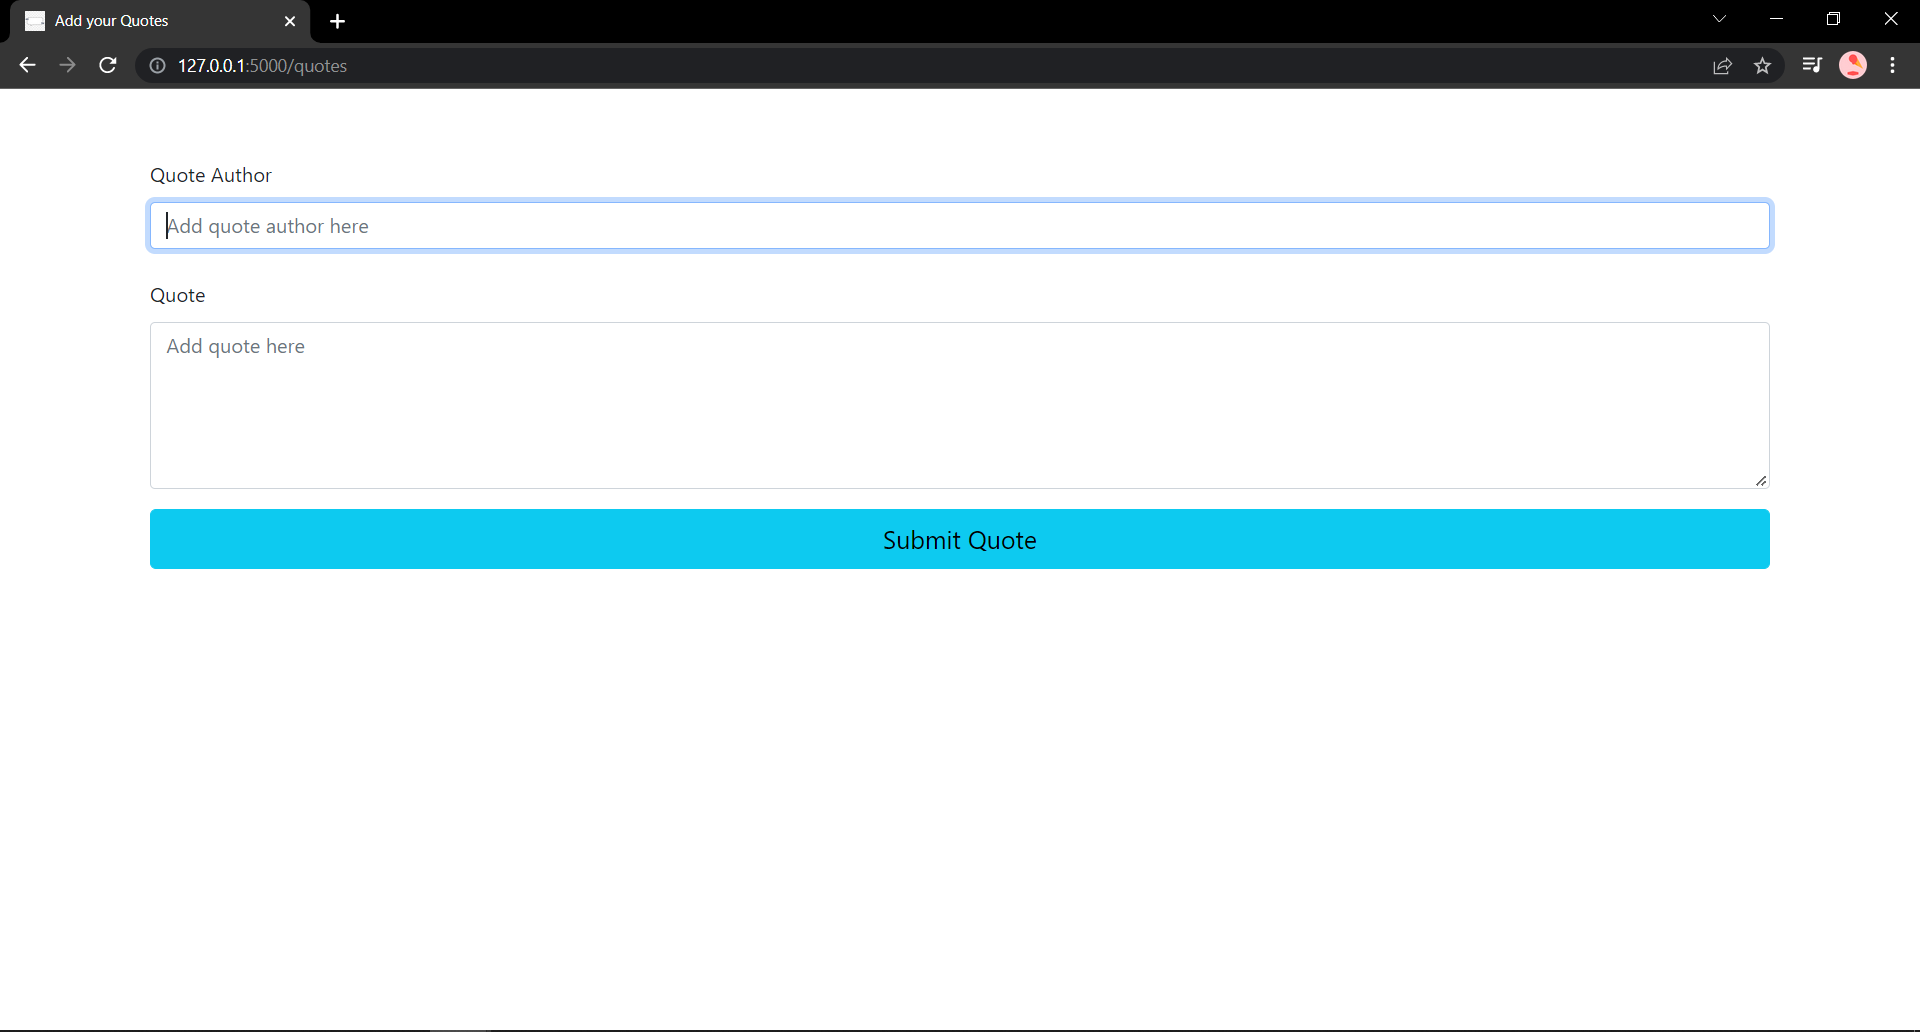 Add your Quotes
127.0.0.1:5000/quotes
Quote Author
Add quote author here
Quote
Add quote here
Submit Quote